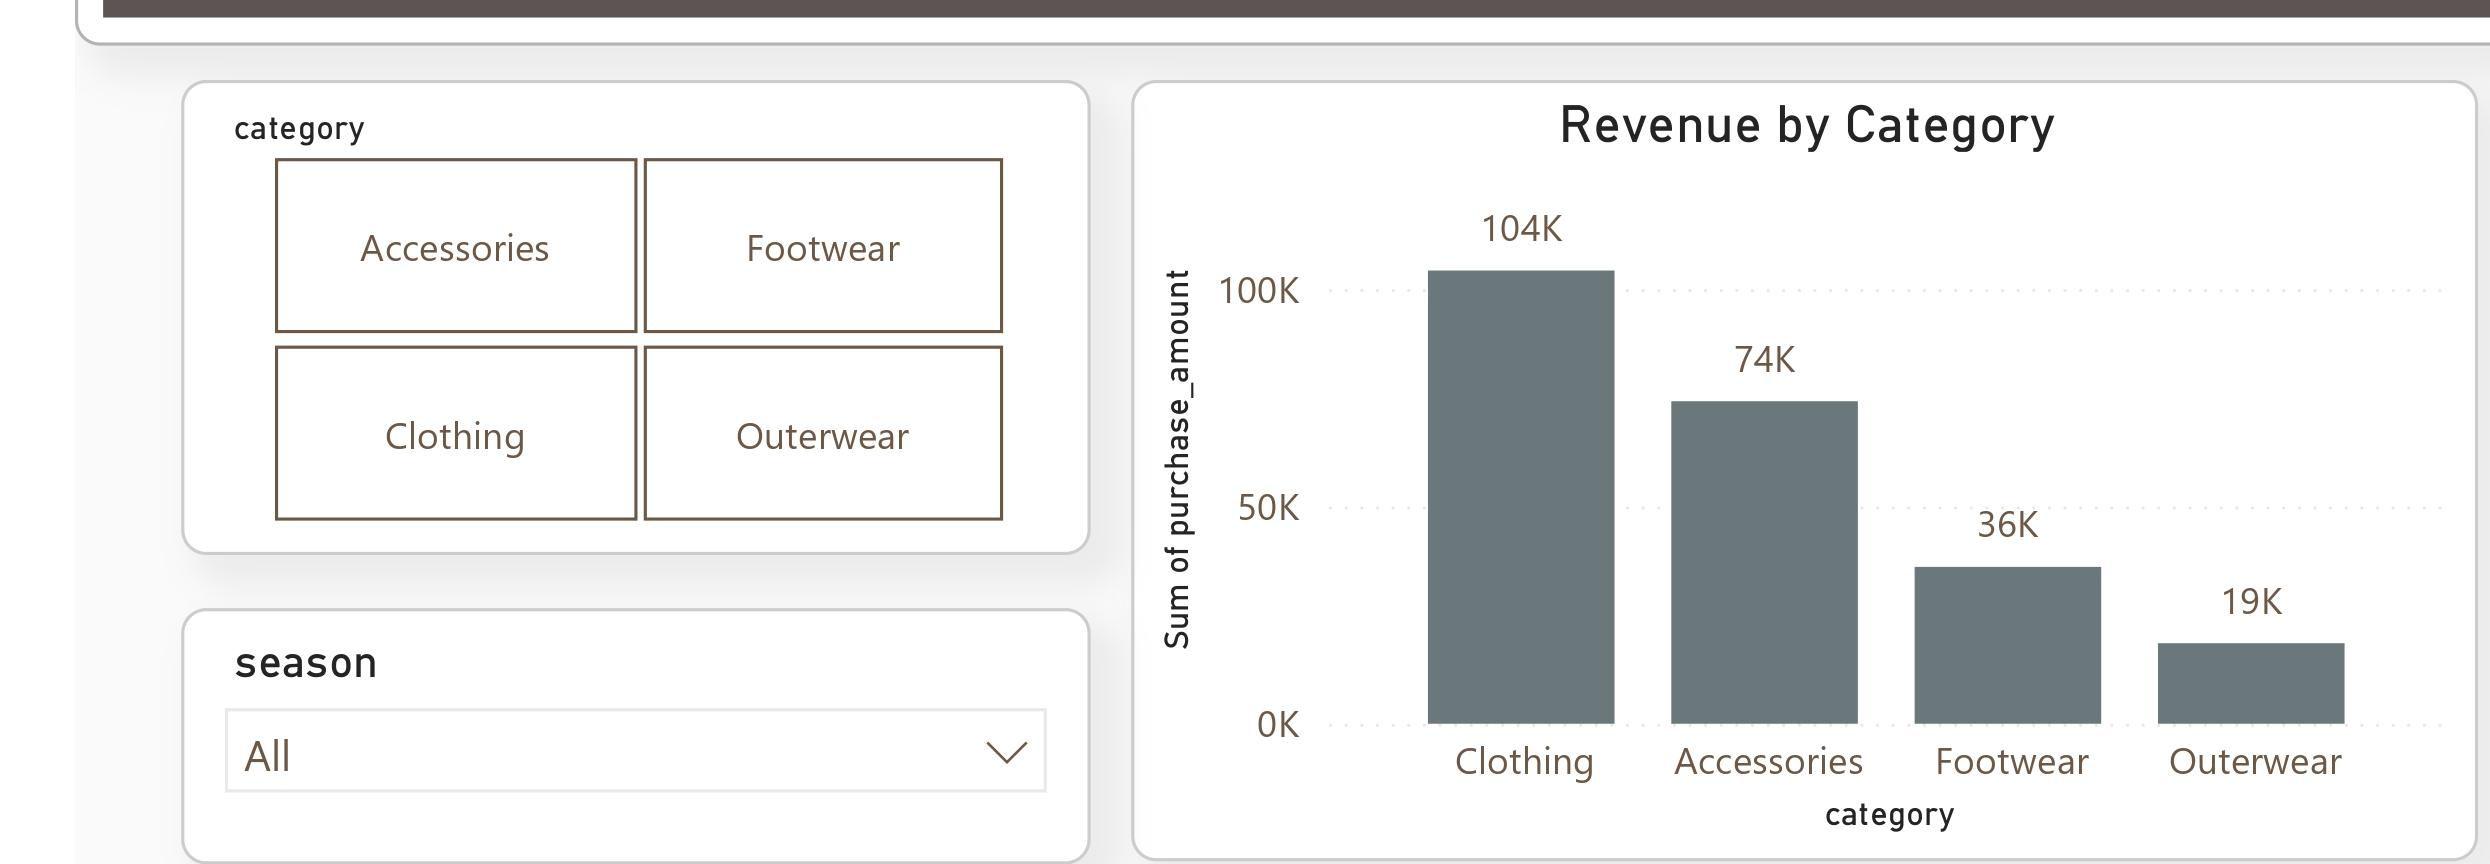 category
Accessories
Footwear
Clothing
Outerwear
season
All
Revenue by Category
Sum of purchase_amount
104K
100K
74K
50K
36K
19K
0K
Clothing
Accessories
Footwear
Outerwear
category